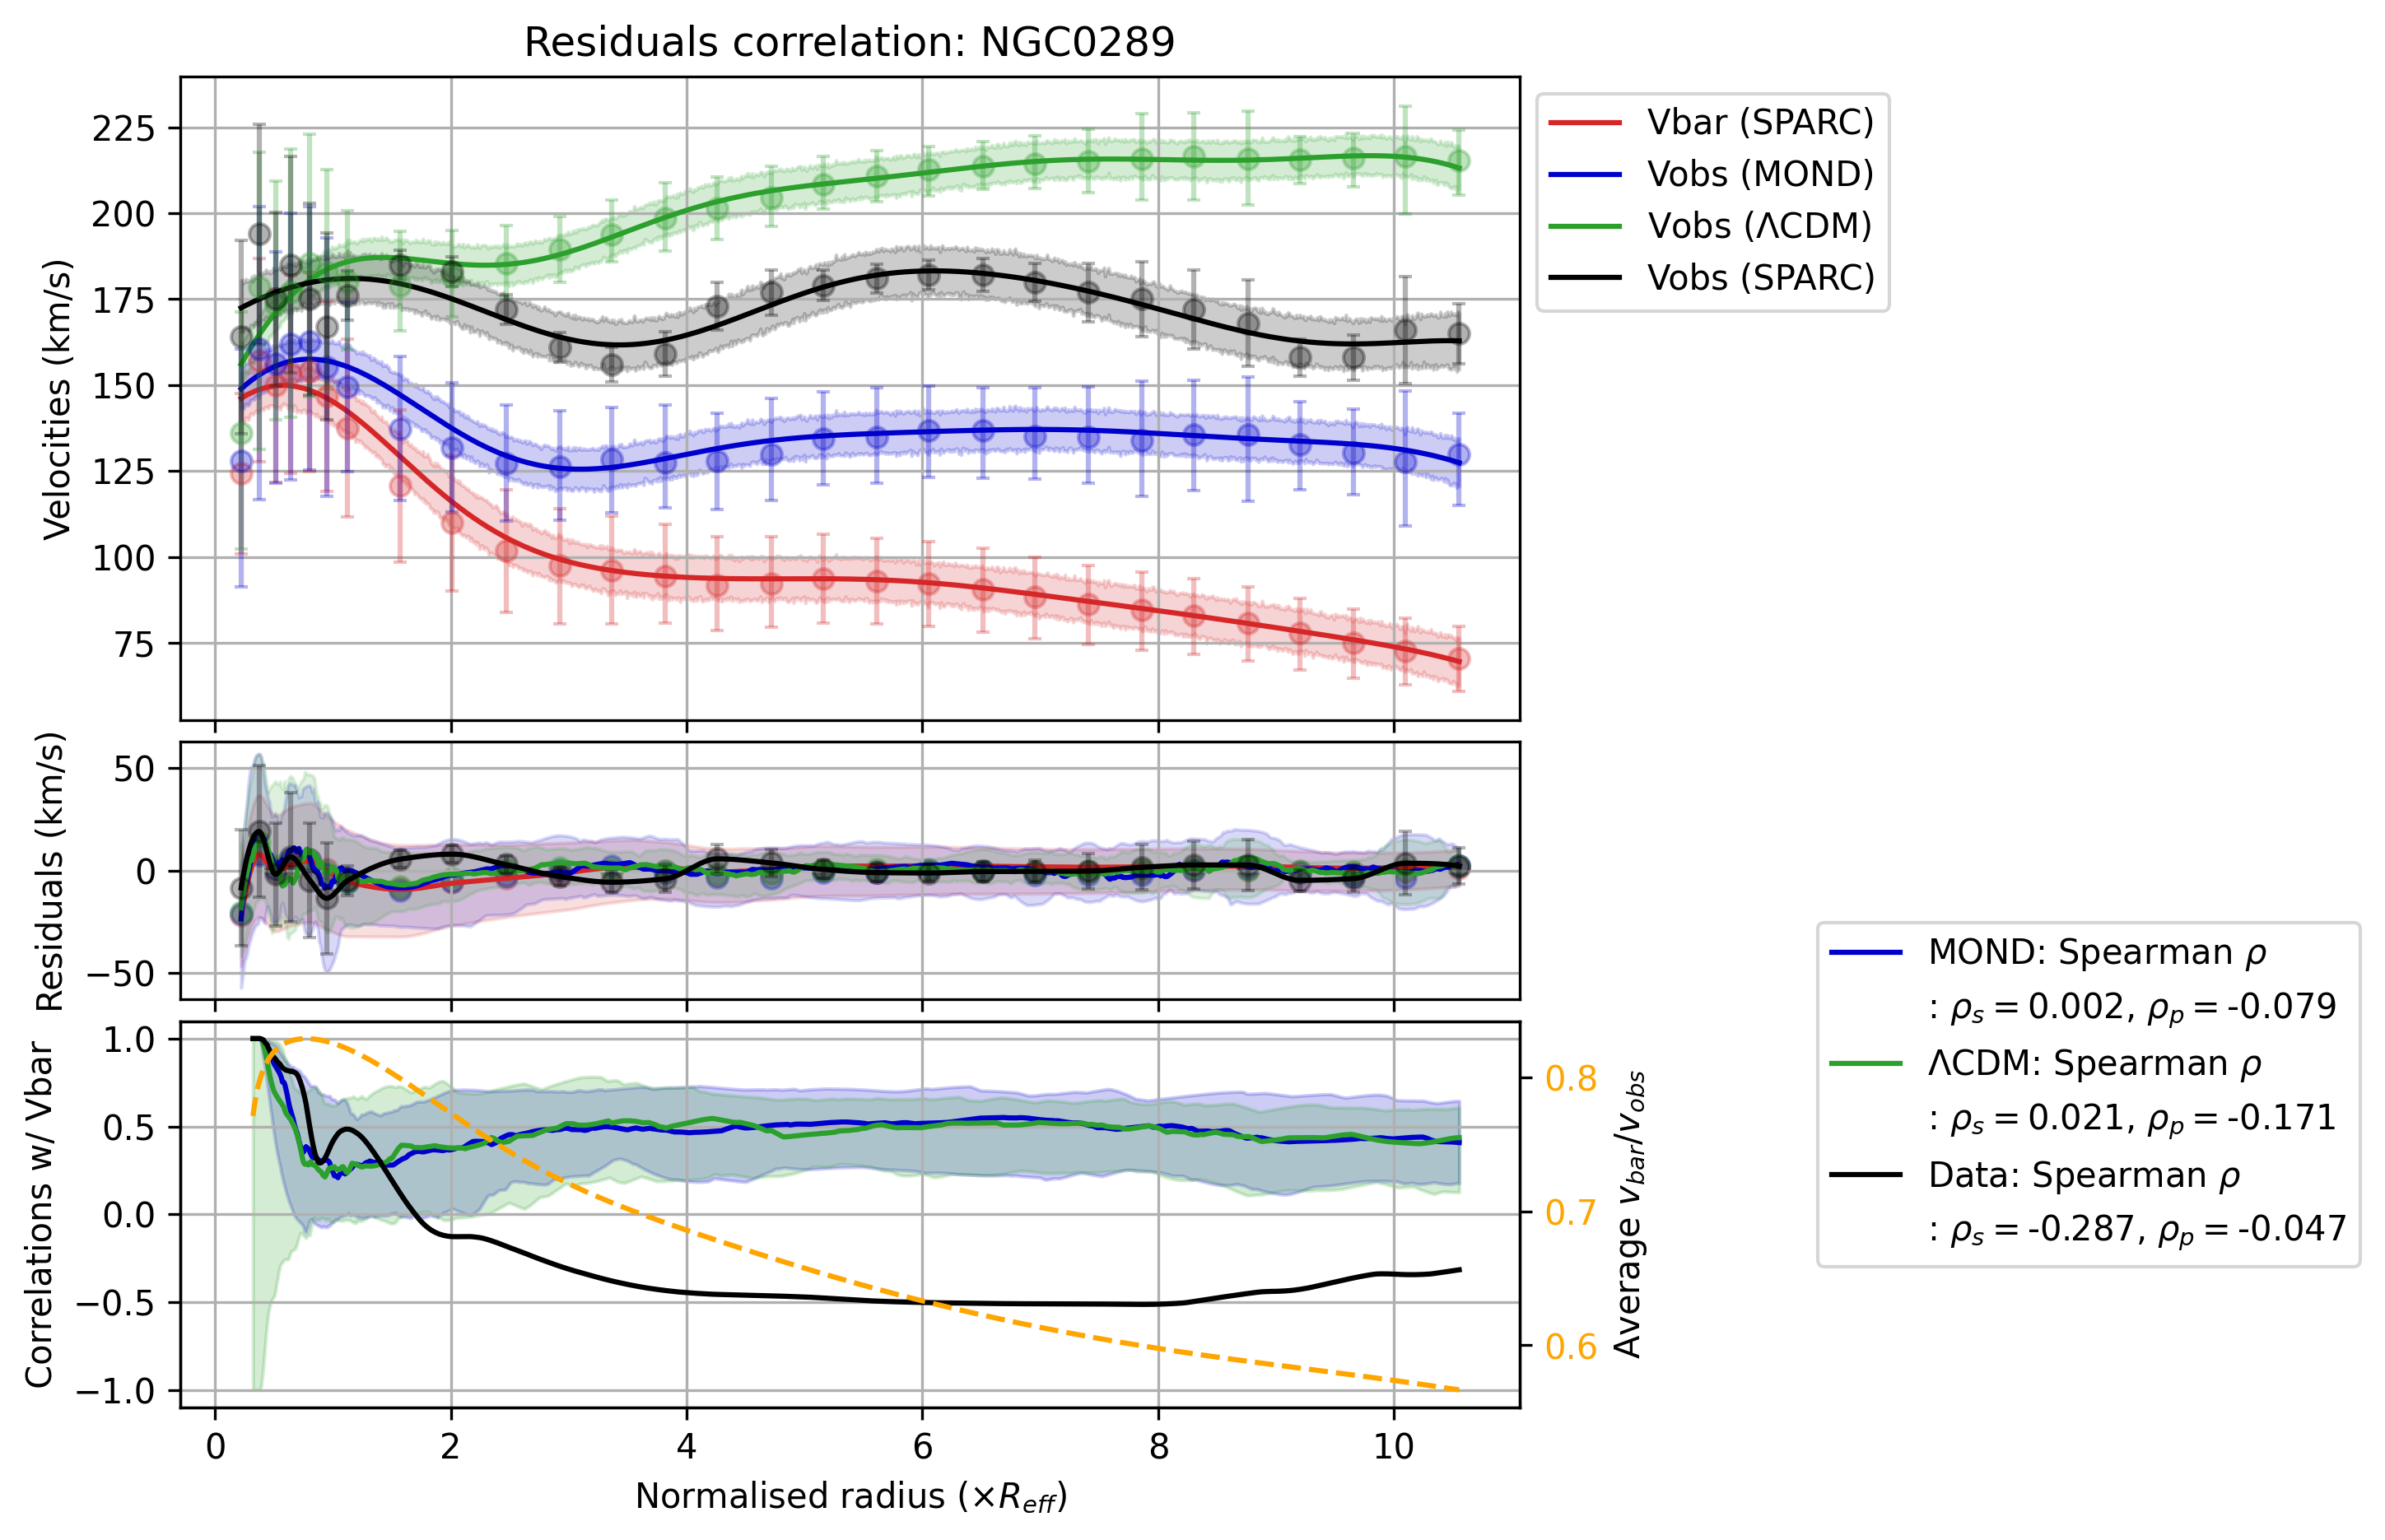 Residuals correlation: NGC0289
Velocities (km/s)
225
200
175
150
125
100
75
Vbar (SPARC)
Vobs (MOND)
Vobs (ΛCDM)
Vobs (SPARC)
Residuals (km/s)
50
0
−50
Correlations w/ Vbar
1.0
0.5
0.0
−0.5
−1.0
0.8
0.7
0.6
Average v_bar/v_obs
MOND: Spearman ρ
: ρ_s = 0.002, ρ_p = -0.079
ΛCDM: Spearman ρ
: ρ_s = 0.021, ρ_p = -0.171
Data: Spearman ρ
: ρ_s = -0.287, ρ_p = -0.047
0 2 4 6 8 10
Normalised radius (×R_eff)